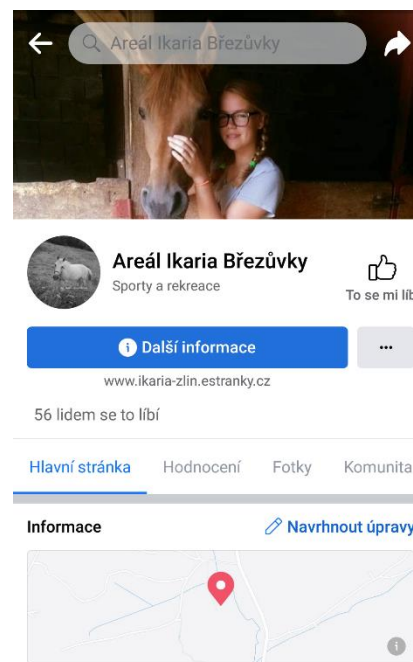 Areál Ikaria Březůvky
Areál Ikaria Březůvky
Sporty a rekreace
To se mi líb
Další informace
www.ikaria-zlin.estranky.cz
56 lidem se to líbí
Hlavní stránka Hodnocení Fotky Komunita
Informace Navrhnout úpravy